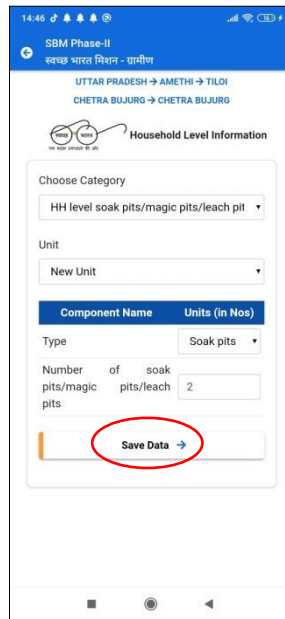 14:46
SBM Phase-II
स्वच्छ भारत मिशन - ग्रामीण
UTTAR PRADESH → AMETHI → TILOI
CHETRA BUJURG → CHETRA BUJURG
Household Level Information
Choose Category
HH level soak pits/magic pits/leach pit
Unit
New Unit
Component Name Units (in Nos)
Type Soak pits
Number of soak
pits/magic pits/leach 2
pits
Save Data →